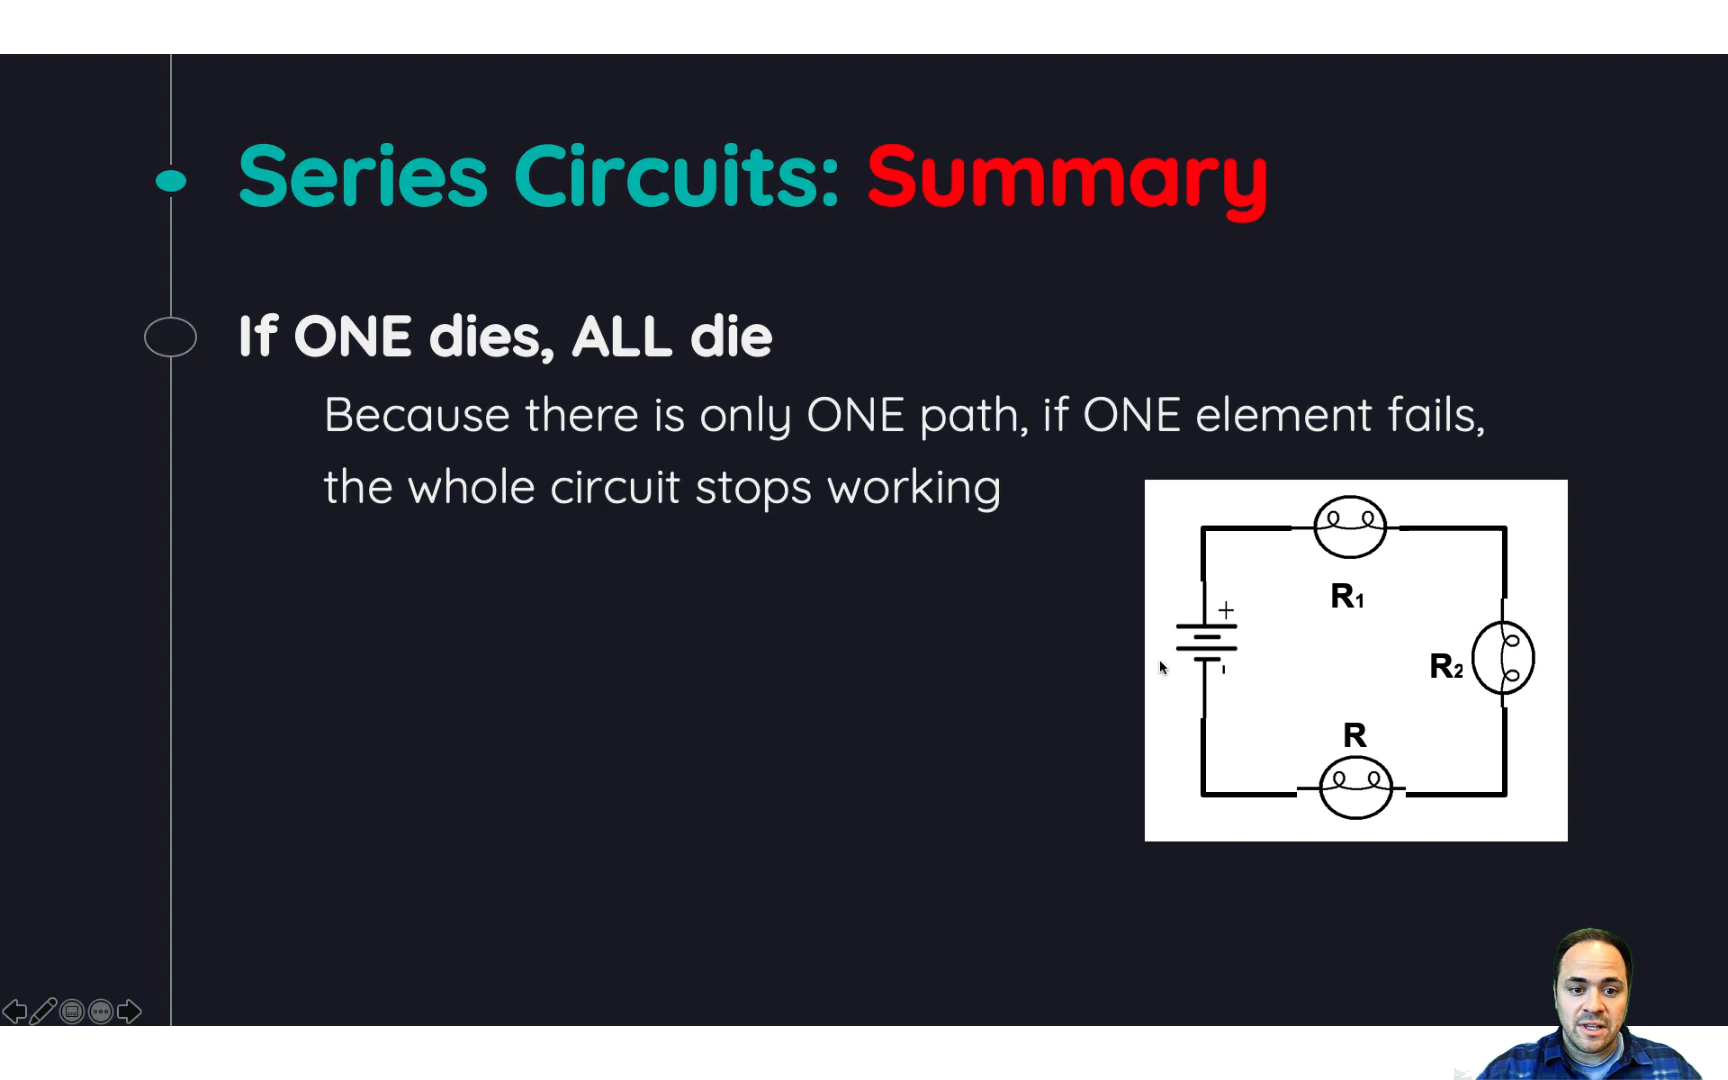 Series Circuits: Summary
If ONE dies, ALL die
Because there is only ONE path, if ONE element fails,
the whole circuit stops working
R1
+
R2
-
R